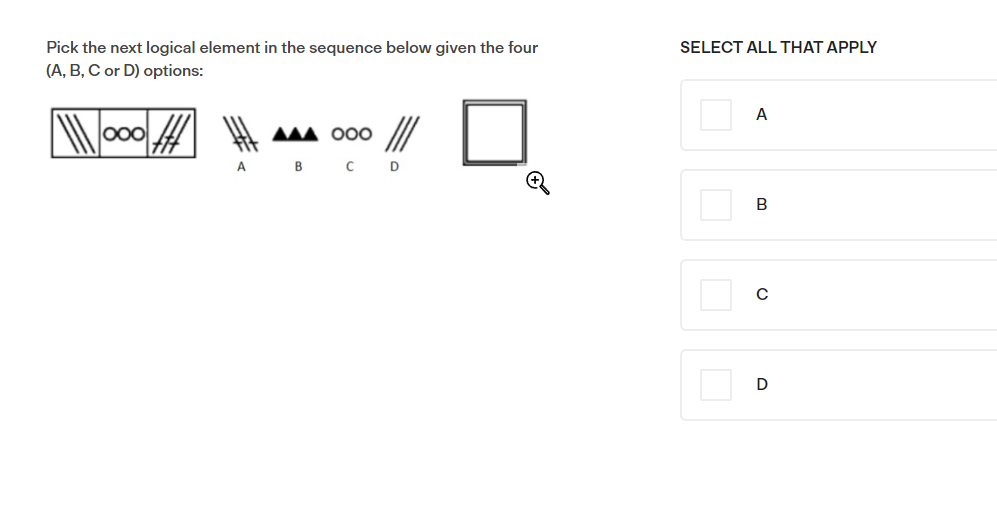 Pick the next logical element in the sequence below given the four
(A, B, C or D) options:
A B C D
SELECT ALL THAT APPLY
A
B
C
D